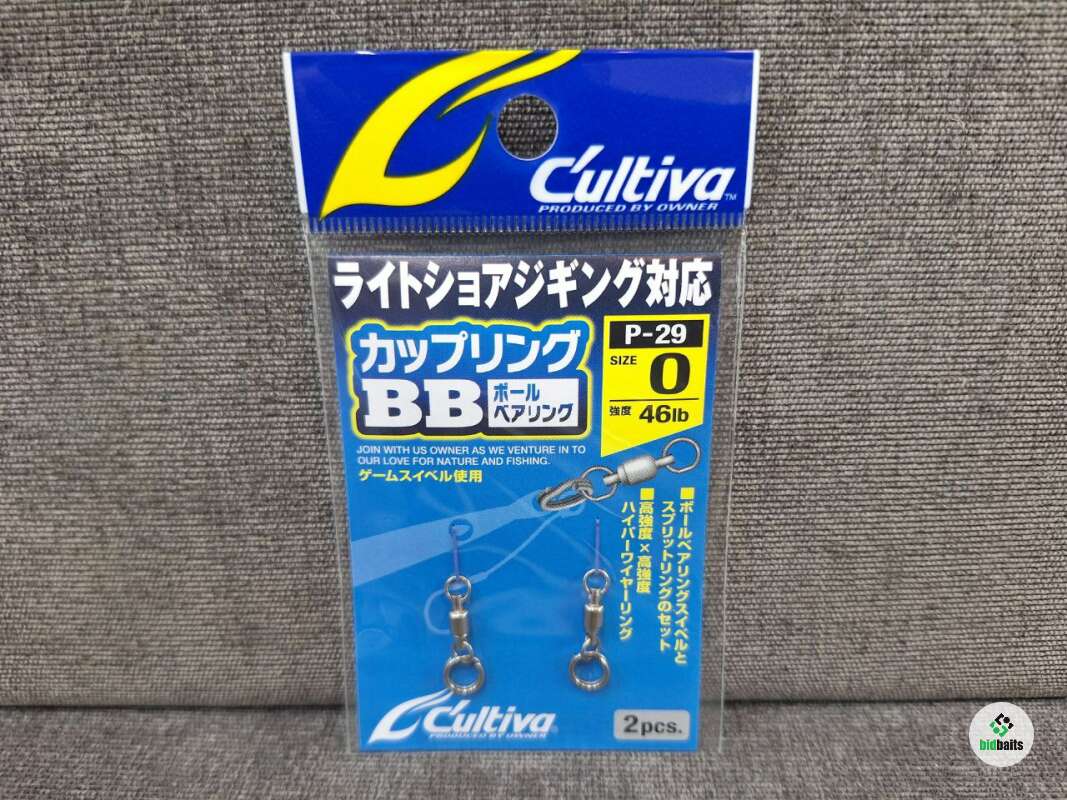 C'ultiva™
PRODUCED BY OWNER
ライトショアジギング対応
カップリング
BB
ボール
ベアリング
P-29
SIZE
0
強度 46lb
JOIN WITH US OWNER AS WE VENTURE IN TO
OUR LOVE FOR NATURE AND FISHING.
ゲームスイベル使用
■ボールベアリングスイベルと
スプリットリングのセット
■高強度×高強度
ハイパーワイヤーリング
C'ultiva
PRODUCED BY OWNER
2pcs.
bidbaits